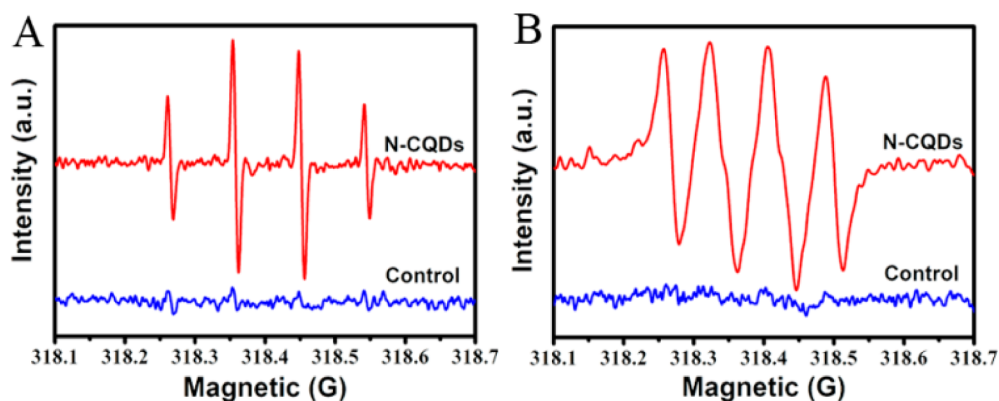 A
Intensity (a.u.)
N-CQDs
Control
318.1 318.2 318.3 318.4 318.5 318.6 318.7
Magnetic (G)
B
Intensity (a.u.)
N-CQDs
Control
318.1 318.2 318.3 318.4 318.5 318.6 318.7
Magnetic (G)